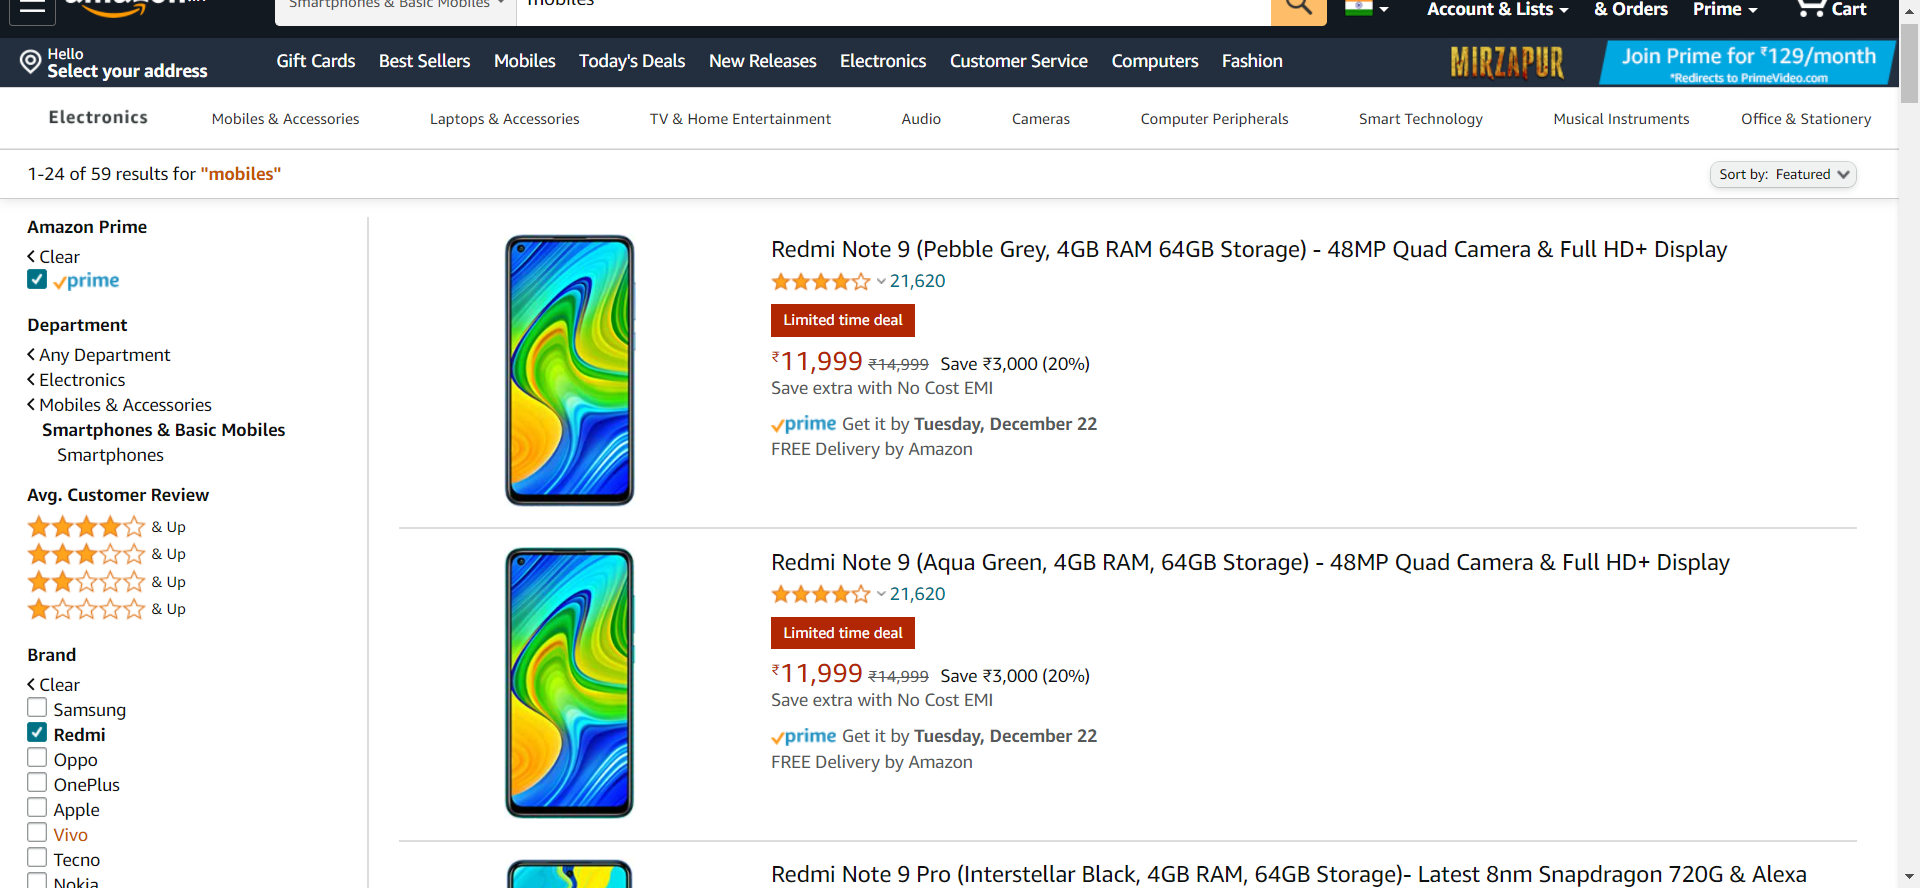 amazon
Smartphones & Basic Mobiles
mobiles
Account & Lists
& Orders
Prime
Cart
Hello
Select your address
Gift Cards
Best Sellers
Mobiles
Today's Deals
New Releases
Electronics
Customer Service
Computers
Fashion
MIRZAPUR
Join Prime for ₹129/month
*Redirects to PrimeVideo.com
Electronics
Mobiles & Accessories
Laptops & Accessories
TV & Home Entertainment
Audio
Cameras
Computer Peripherals
Smart Technology
Musical Instruments
Office & Stationery
1-24 of 59 results for "mobiles"
Sort by: Featured
Amazon Prime
Clear
prime
Department
Any Department
Electronics
Mobiles & Accessories
Smartphones & Basic Mobiles
Smartphones
Avg. Customer Review
& Up
& Up
& Up
& Up
Brand
Clear
Samsung
Redmi
Oppo
OnePlus
Apple
Vivo
Tecno
Nokia
Redmi Note 9 (Pebble Grey, 4GB RAM 64GB Storage) - 48MP Quad Camera & Full HD+ Display
21,620
Limited time deal
₹11,999 ₹14,999 Save ₹3,000 (20%)
Save extra with No Cost EMI
prime Get it by Tuesday, December 22
FREE Delivery by Amazon
Redmi Note 9 (Aqua Green, 4GB RAM, 64GB Storage) - 48MP Quad Camera & Full HD+ Display
21,620
Limited time deal
₹11,999 ₹14,999 Save ₹3,000 (20%)
Save extra with No Cost EMI
prime Get it by Tuesday, December 22
FREE Delivery by Amazon
Redmi Note 9 Pro (Interstellar Black, 4GB RAM, 64GB Storage)- Latest 8nm Snapdragon 720G & Alexa